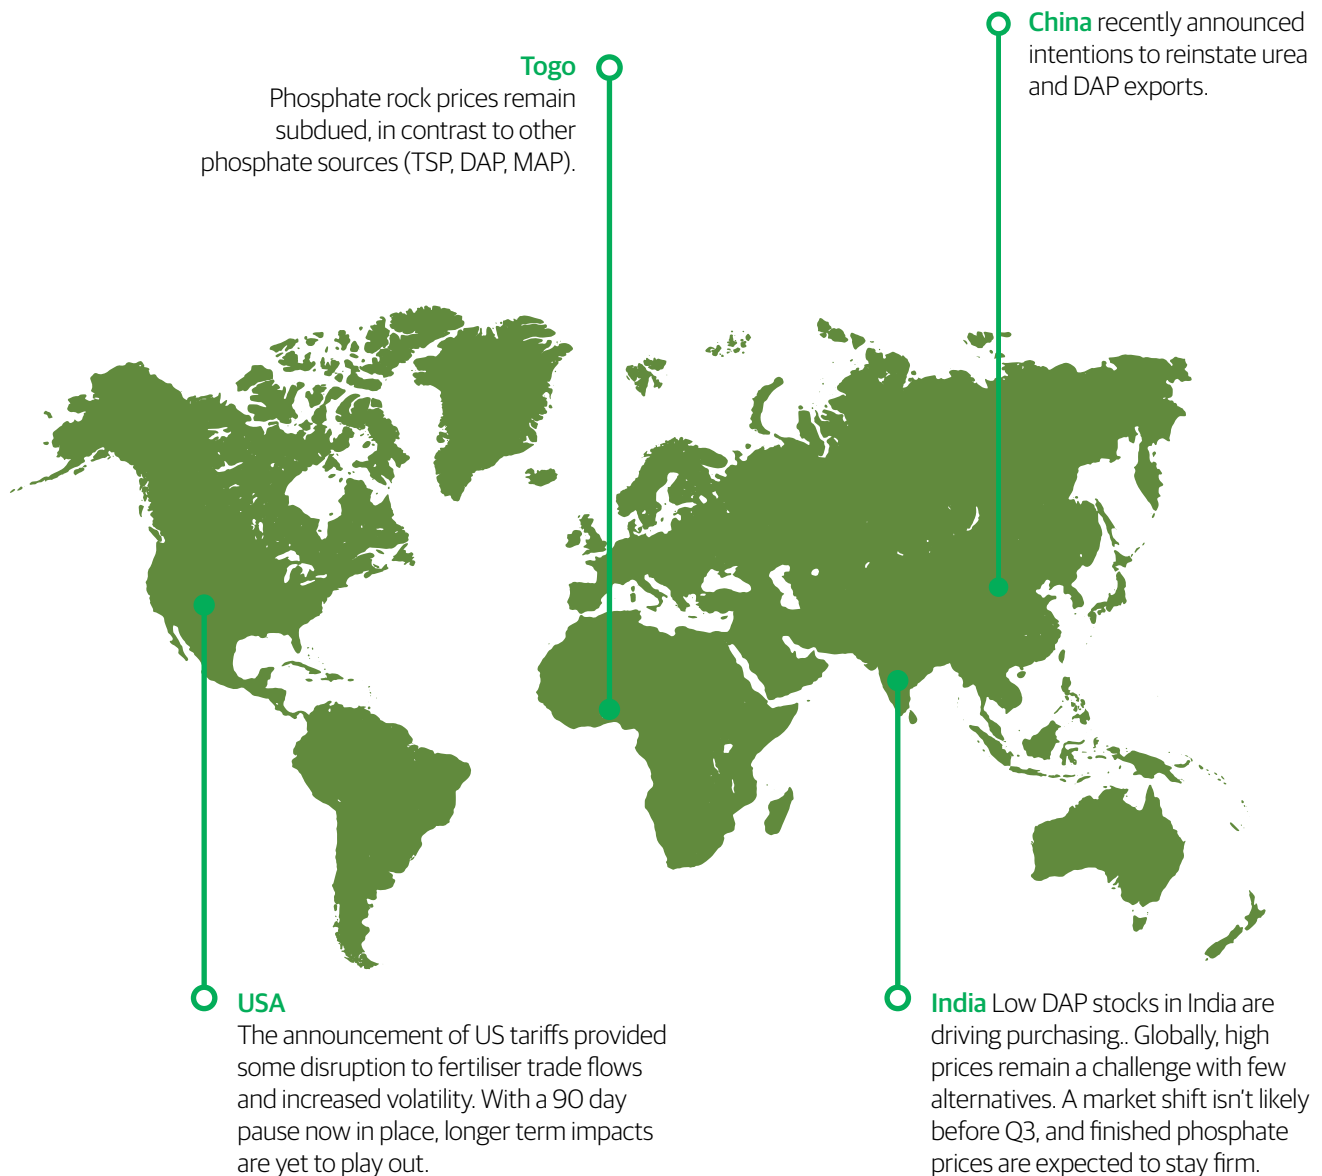 China recently announced
intentions to reinstate urea
and DAP exports.
Togo
Phosphate rock prices remain
subdued, in contrast to other
phosphate sources (TSP, DAP, MAP).
USA
The announcement of US tariffs provided
some disruption to fertiliser trade flows
and increased volatility. With a 90 day
pause now in place, longer term impacts
are yet to play out.
India Low DAP stocks in India are
driving purchasing.. Globally, high
prices remain a challenge with few
alternatives. A market shift isn’t likely
before Q3, and finished phosphate
prices are expected to stay firm.